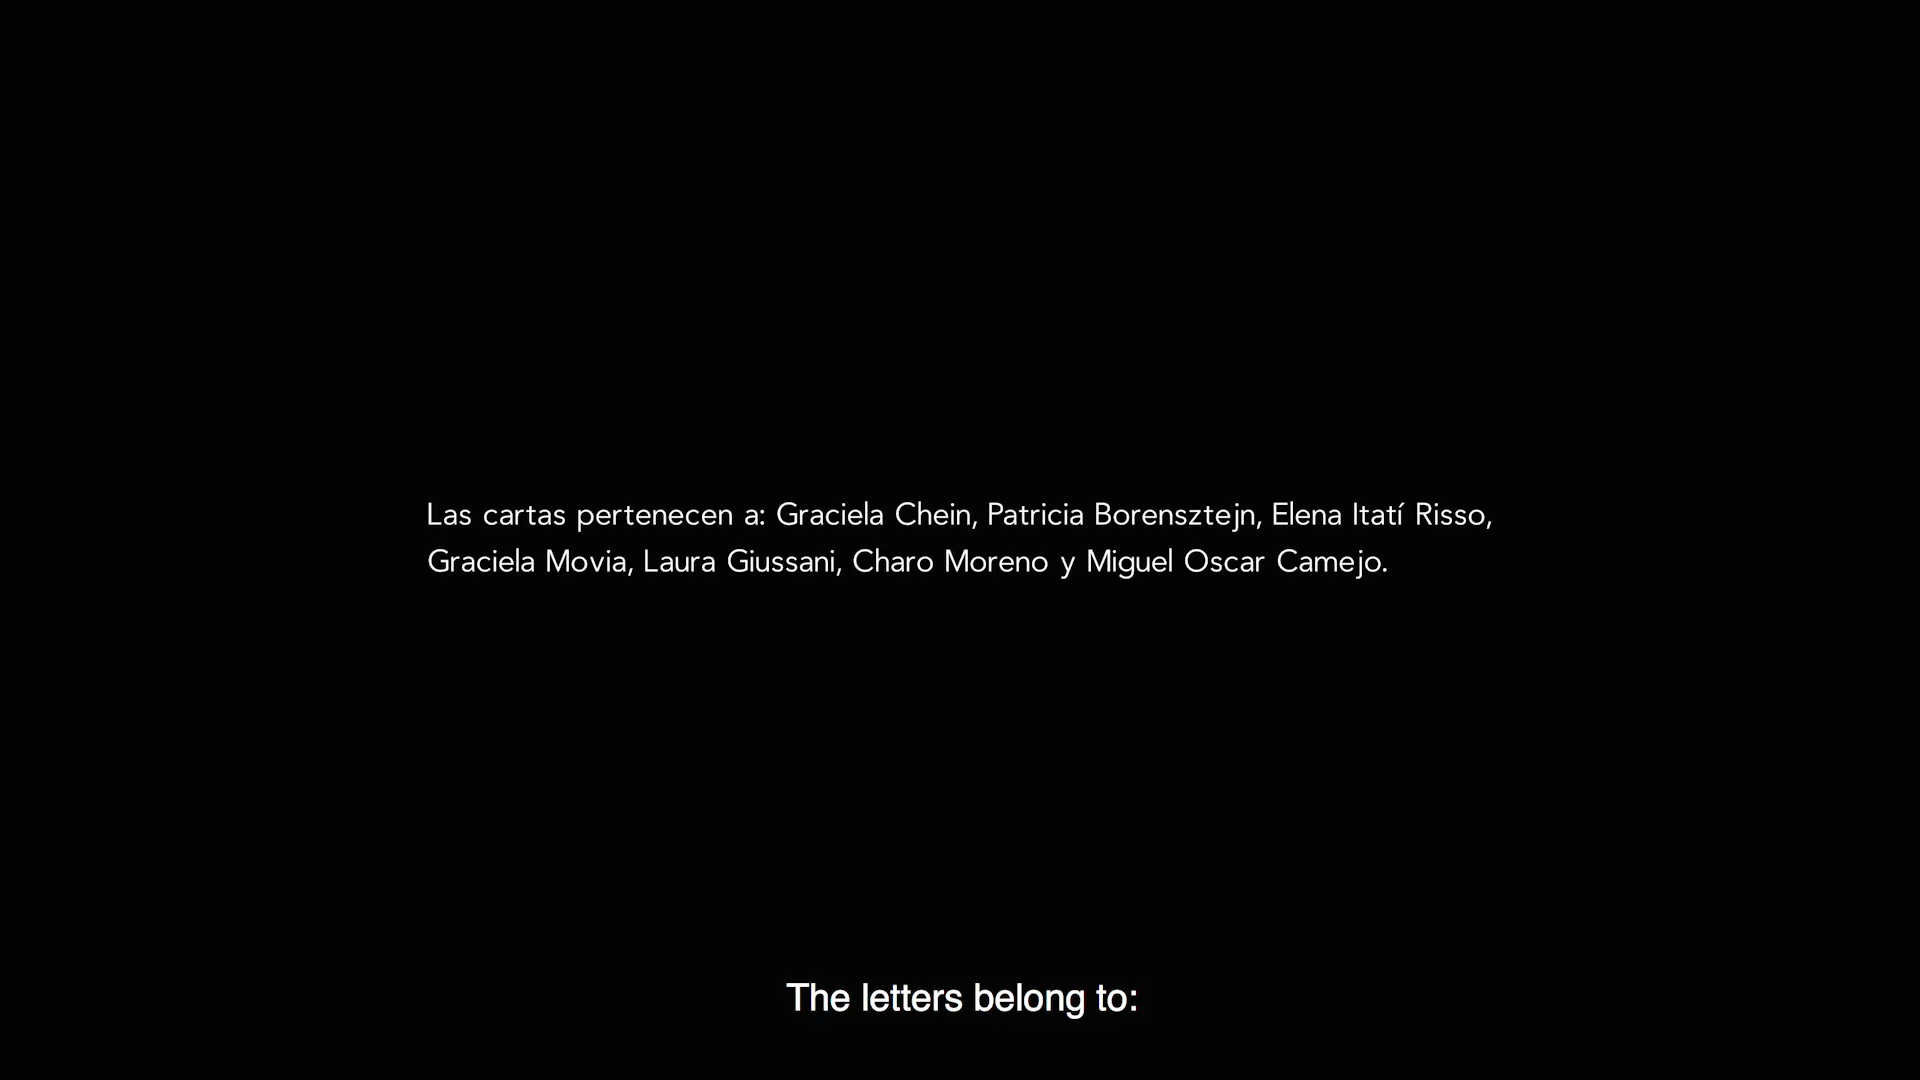 Las cartas pertenecen a: Graciela Chein, Patricia Borensztejn, Elena Itatí Risso,
Graciela Movia, Laura Giussani, Charo Moreno y Miguel Oscar Camejo.
The letters belong to: